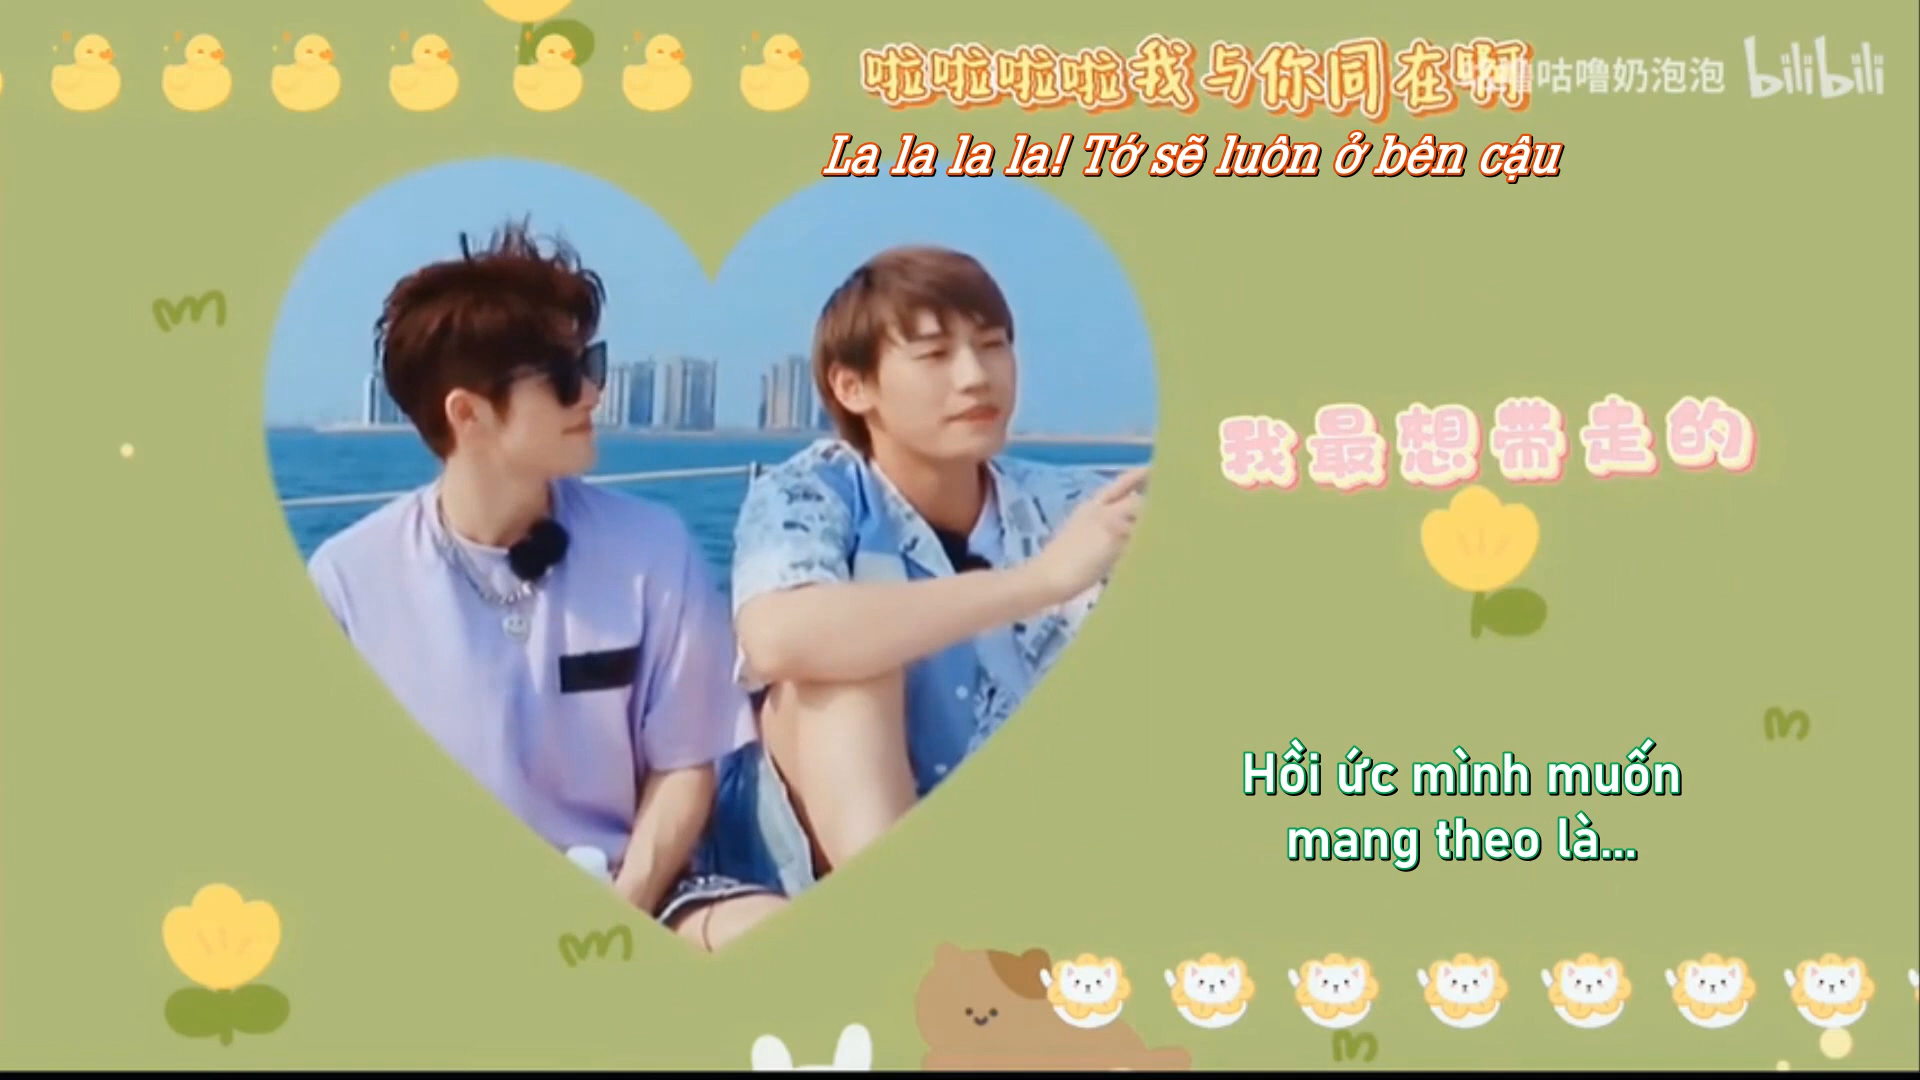 啦啦啦啦我与你同在啊
咕噜咕噜奶泡泡 bilibili
La la la la! Tớ sẽ luôn ở bên cậu
我最想带走的
Hồi ức mình muốn
mang theo là...